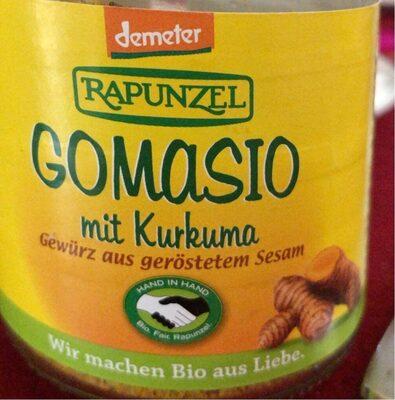 demeter
RAPUNZEL
GOMASIO
mit Kurkuma
Gewürz aus geröstetem Sesam
HAND IN HAND
Bio. Fair. Rapunzel.
Wir machen Bio aus Liebe.